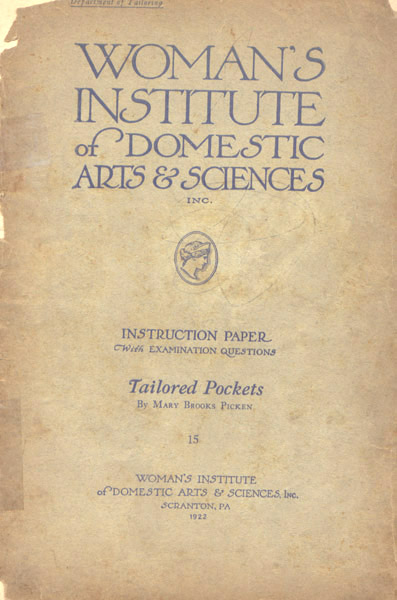 Department of Tailoring
WOMAN'S
INSTITUTE
of DOMESTIC
ARTS & SCIENCES
INC.
INSTRUCTION PAPER
With EXAMINATION QUESTIONS
Tailored Pockets
By MARY BROOKS PICKEN
15
WOMAN'S INSTITUTE
of DOMESTIC ARTS & SCIENCES, Inc.
SCRANTON, PA
1922